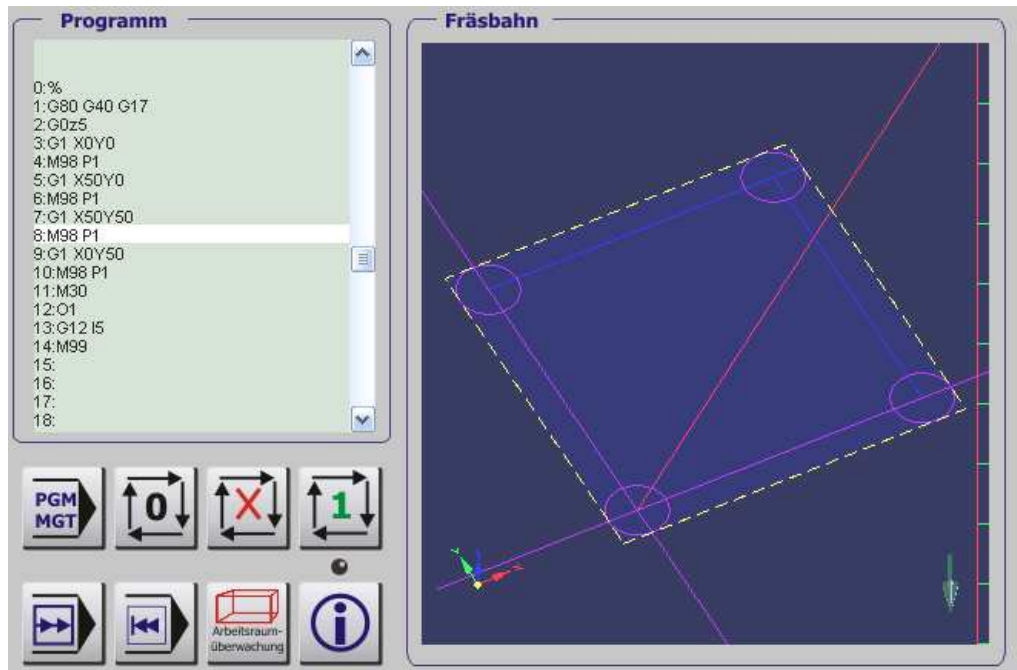 Programm
0:%
1:G80 G40 G17
2:G0z5
3:G1 X0Y0
4:M98 P1
5:G1 X50Y0
6:M98 P1
7:G1 X50Y50
8:M98 P1
9:G1 X0Y50
10:M98 P1
11:M30
12:O1
13:G12 I5
14:M99
15:
16:
17:
18:
Fräsbahn
PGM
MGT
0
X
1
Arbeitsraum-
überwachung
i